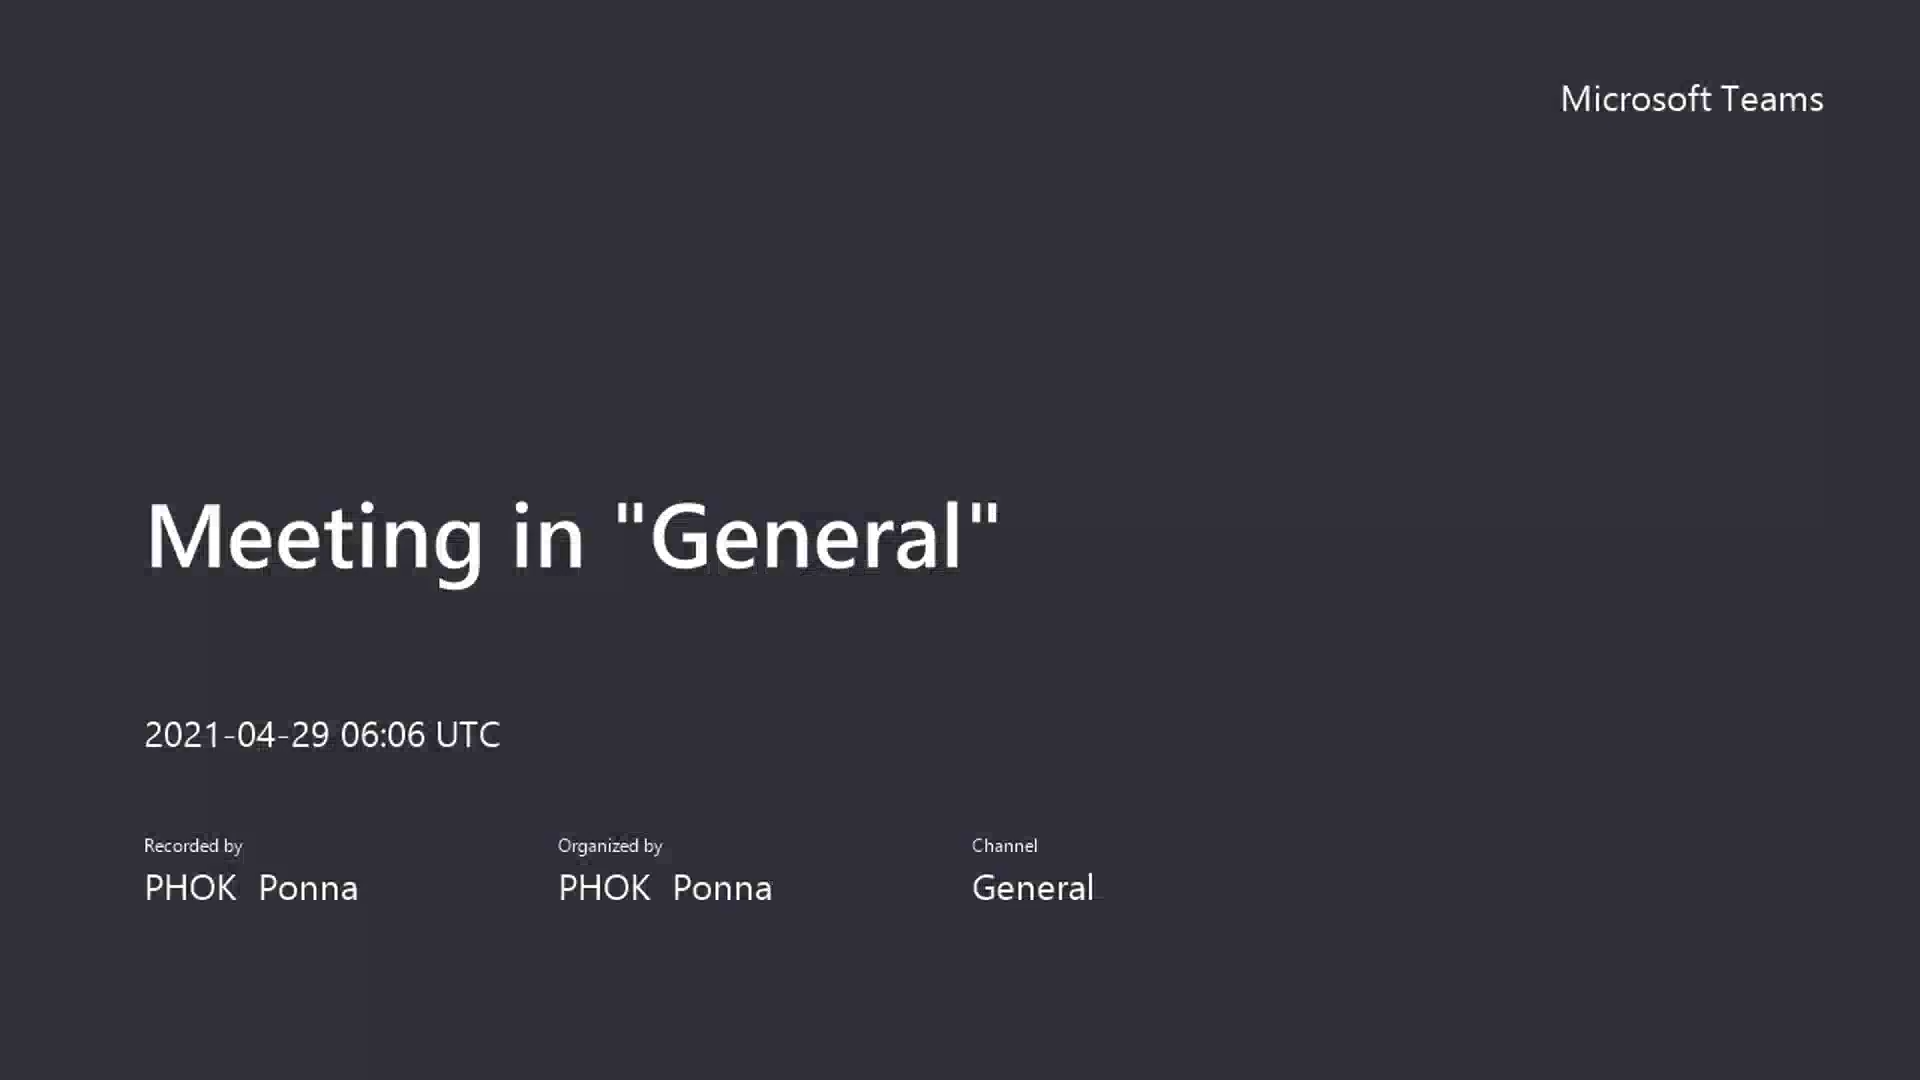 Microsoft Teams
Meeting in "General"
2021-04-29 06:06 UTC
Recorded by
PHOK  Ponna
Organized by
PHOK  Ponna
Channel
General